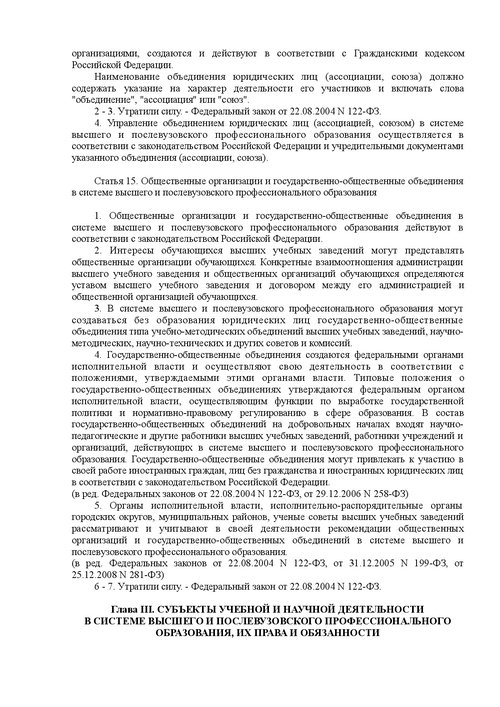 организациями, создаются и действуют в соответствии с Гражданскими кодексом
Российской Федерации.
Наименование объединения юридических лиц (ассоциации, союза) должно
содержать указание на характер деятельности его участников и включать слова
"объединение", "ассоциация" или "союз".
2 - 3. Утратили силу. - Федеральный закон от 22.08.2004 N 122-ФЗ.
4. Управление объединением юридических лиц (ассоциацией, союзом) в системе
высшего и послевузовского профессионального образования осуществляется в
соответствии с законодательством Российской Федерации и учредительными документами
указанного объединения (ассоциации, союза).
Статья 15. Общественные организации и государственно-общественные объединения
в системе высшего и послевузовского профессионального образования
1. Общественные организации и государственно-общественные объединения в
системе высшего и послевузовского профессионального образования действуют в
соответствии с законодательством Российской Федерации.
2. Интересы обучающихся высших учебных заведений могут представлять
общественные организации обучающихся. Конкретные взаимоотношения администрации
высшего учебного заведения и общественных организаций обучающихся определяются
уставом высшего учебного заведения и договором между его администрацией и
общественной организацией обучающихся.
3. В системе высшего и послевузовского профессионального образования могут
создаваться без образования юридических лиц государственно-общественные
объединения типа учебно-методических объединений высших учебных заведений, научно-
методических, научно-технических и других советов и комиссий.
4. Государственно-общественные объединения создаются федеральными органами
исполнительной власти и осуществляют свою деятельность в соответствии с
положениями, утверждаемыми этими органами власти. Типовые положения о
государственно-общественных объединениях утверждаются федеральным органом
исполнительной власти, осуществляющим функции по выработке государственной
политики и нормативно-правовому регулированию в сфере образования. В состав
государственно-общественных объединений на добровольных началах входят научно-
педагогические и другие работники высших учебных заведений, работники учреждений и
организаций, действующих в системе высшего и послевузовского профессионального
образования. Государственно-общественные объединения могут привлекать к участию в
своей работе иностранных граждан, лиц без гражданства и иностранных юридических лиц
в соответствии с законодательством Российской Федерации.
(в ред. Федеральных законов от 22.08.2004 N 122-ФЗ, от 29.12.2006 N 258-ФЗ)
5. Органы исполнительной власти, исполнительно-распорядительные органы
городских округов, муниципальных районов, ученые советы высших учебных заведений
рассматривают и учитывают в своей деятельности рекомендации общественных
организаций и государственно-общественных объединений в системе высшего и
послевузовского профессионального образования.
(в ред. Федеральных законов от 22.08.2004 N 122-ФЗ, от 31.12.2005 N 199-ФЗ, от
25.12.2008 N 281-ФЗ)
6 - 7. Утратили силу. - Федеральный закон от 22.08.2004 N 122-ФЗ.
Глава III. СУБЪЕКТЫ УЧЕБНОЙ И НАУЧНОЙ ДЕЯТЕЛЬНОСТИ
В СИСТЕМЕ ВЫСШЕГО И ПОСЛЕВУЗОВСКОГО ПРОФЕССИОНАЛЬНОГО
ОБРАЗОВАНИЯ, ИХ ПРАВА И ОБЯЗАННОСТИ